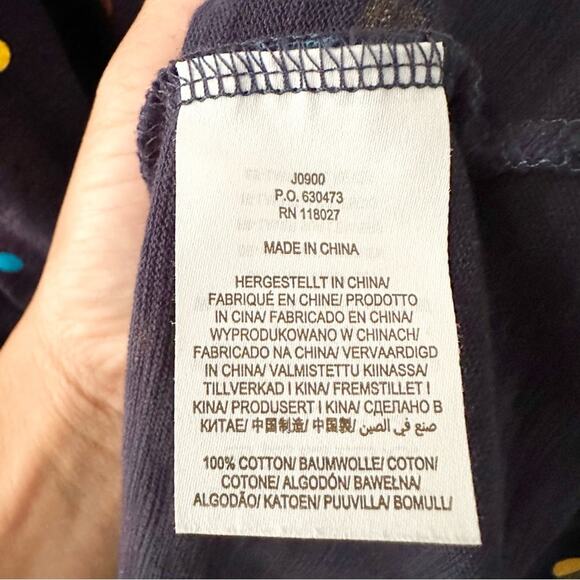 J0900
P.O. 630473
RN 118027
MADE IN CHINA
HERGESTELLT IN CHINA/
FABRIQUÉ EN CHINE/ PRODOTTO
IN CINA/ FABRICADO EN CHINA/
WYPRODUKOWANO W CHINACH/
FABRICADO NA CHINA/ VERVAARDIGD
IN CHINA/ VALMISTETTU KIINASSA/
TILLVERKAD I KINA/ FREMSTILLET I
KINA/ PRODUSERT I KINA/ СДЕЛАНО В
КИТАЕ/ 中国制造/ 中國製/ صنع في الصين
100% COTTON/ BAUMWOLLE/ COTON/
COTONE/ ALGODÓN/ BAWEŁNA/
ALGODÃO/ KATOEN/ PUUVILLA/ BOMULL/